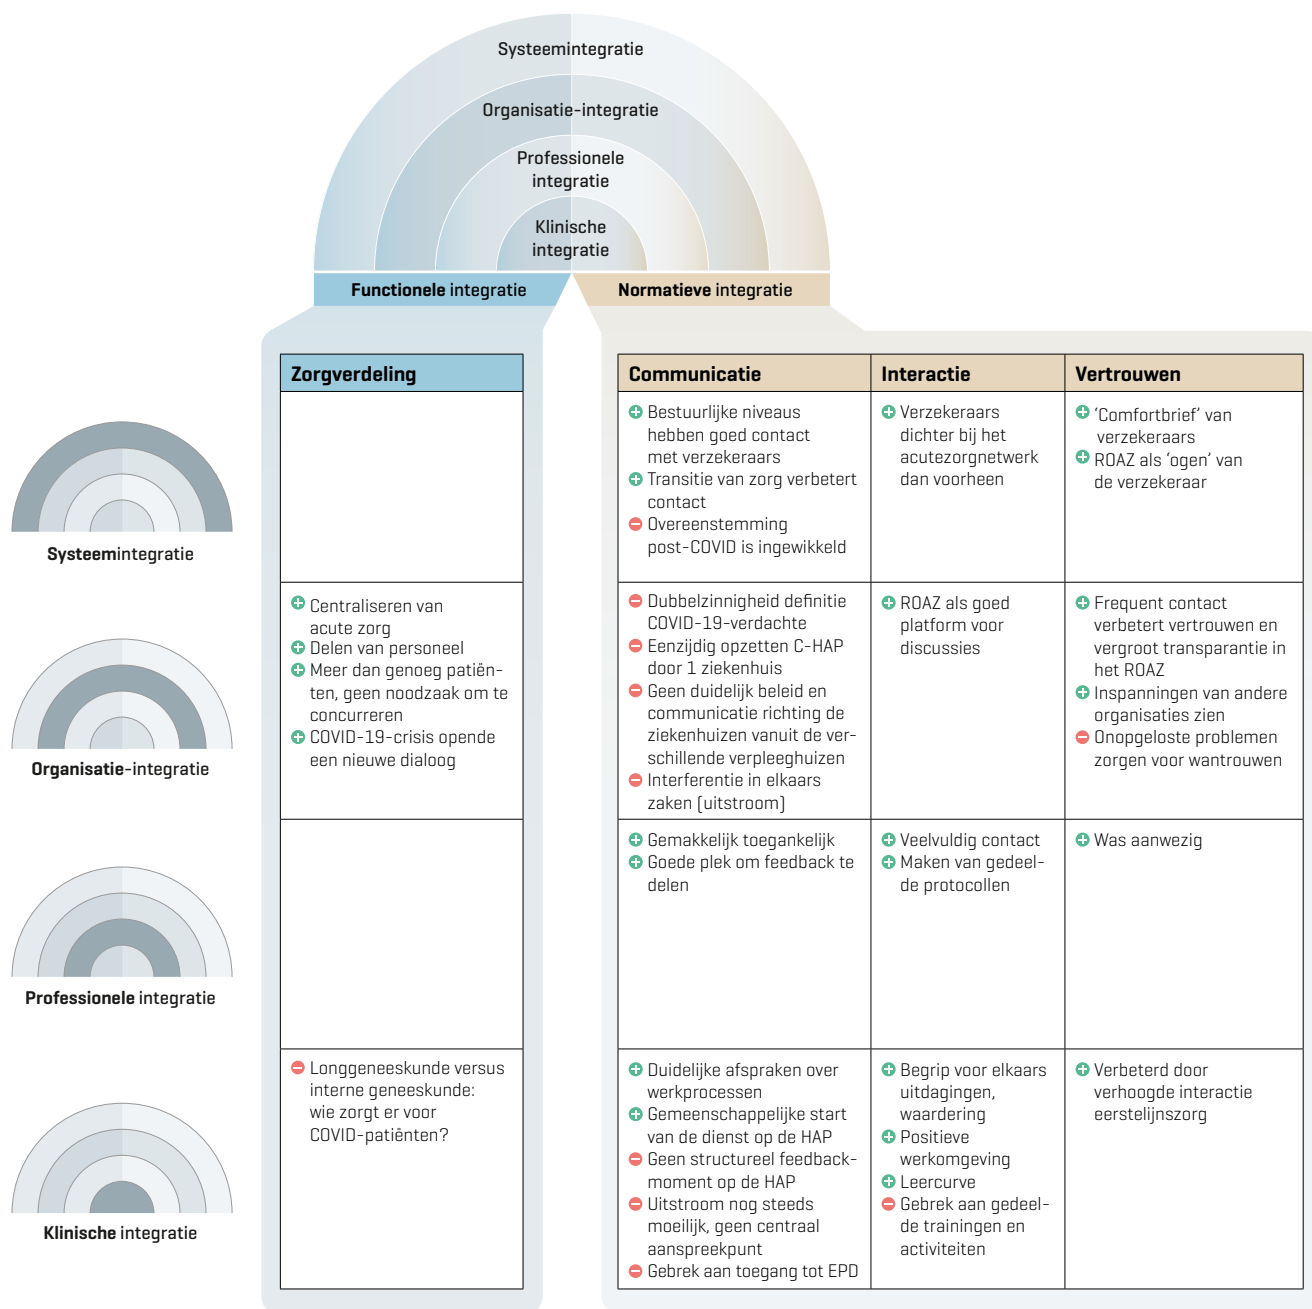 Systeemintegratie
Organisatie-integratie
Professionele
integratie
Klinische
integratie
Functionele integratie
Normatieve integratie
Zorgverdeling
Communicatie
Interactie
Vertrouwen
Systeemintegratie
⊕ Bestuurlijke niveaus
hebben goed contact
met verzekeraars
⊕ Transitie van zorg verbetert
contact
⊖ Overeenstemming
post-COVID is ingewikkeld
⊕ Verzekeraars
dichter bij het
acutezorgnetwerk
dan voorheen
⊕ ‘Comfortbrief’ van
verzekeraars
⊕ ROAZ als ‘ogen’ van
de verzekeraar
Organisatie-integratie
⊕ Centraliseren van
acute zorg
⊕ Delen van personeel
⊕ Meer dan genoeg patiën-
ten, geen noodzaak om te
concurreren
⊕ COVID-19-crisis opende
een nieuwe dialoog
⊖ Dubbelzinnigheid definitie
COVID-19-verdachte
⊖ Eenzijdig opzetten C-HAP
door 1 ziekenhuis
⊖ Geen duidelijk beleid en
communicatie richting de
ziekenhuizen vanuit de ver-
schillende verpleeghuizen
⊖ Interferentie in elkaars
zaken (uitstroom)
⊕ ROAZ als goed
platform voor
discussies
⊕ Frequent contact
verbetert vertrouwen en
vergroot transparantie in
het ROAZ
⊕ Inspanningen van andere
organisaties zien
⊖ Onopgeloste problemen
zorgen voor wantrouwen
Professionele integratie
⊕ Gemakkelijk toegankelijk
⊕ Goede plek om feedback te
delen
⊕ Veelvuldig contact
⊕ Maken van gedeel-
de protocollen
⊕ Was aanwezig
Klinische integratie
⊖ Longgeneeskunde versus
interne geneeskunde:
wie zorgt er voor
COVID-patiënten?
⊕ Duidelijke afspraken over
werkprocessen
⊕ Gemeenschappelijke start
van de dienst op de HAP
⊖ Geen structureel feedback-
moment op de HAP
⊖ Uitstroom nog steeds
moeilijk, geen centraal
aanspreekpunt
⊖ Gebrek aan toegang tot EPD
⊕ Begrip voor elkaars
uitdagingen,
waardering
⊕ Positieve
werkomgeving
⊕ Leercurve
⊖ Gebrek aan gedeel-
de trainingen en
activiteiten
⊕ Verbeterd door
verhoogde interactie
eerstelijnszorg